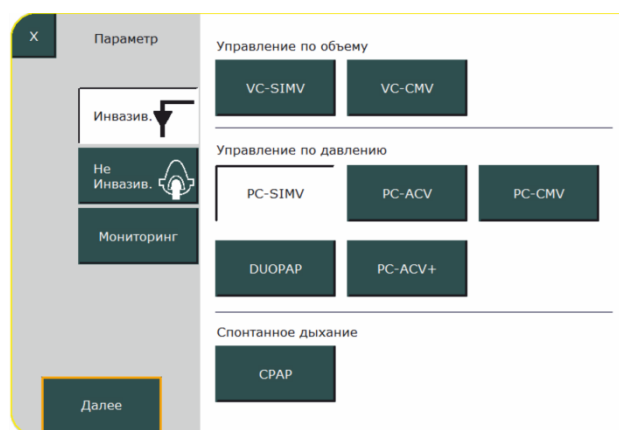 X
Параметр
Инвазив.
Не
Инвазив.
Мониторинг
Далее
Управление по объему
VC-SIMV VC-CMV
Управление по давлению
PC-SIMV PC-ACV PC-CMV
DUOPAP PC-ACV+
Спонтанное дыхание
CPAP